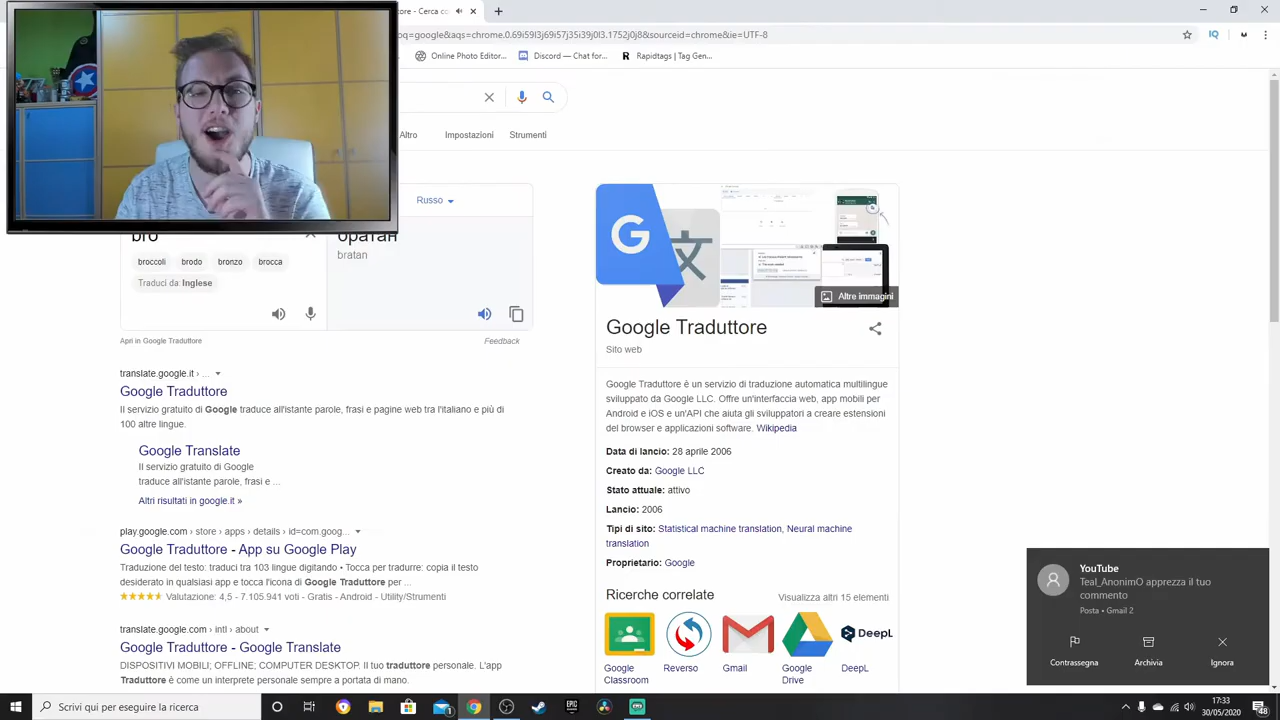 tore - Cerca co
oq=google&aqs=chrome.0.69i59l3j69i57j35i39j0l3.1752j0j8&sourceid=chrome&ie=UTF-8
Online Photo Editor...
Discord — Chat for...
Rapidtags | Tag Gen...
Altro
Impostazioni
Strumenti
Russo
bro
братан
bratan
broccoli
brodo
bronzo
brocca
Traduci da: Inglese
Apri in Google Traduttore
Feedback
translate.google.it › ...
Google Traduttore
Il servizio gratuito di Google traduce all'istante parole, frasi e pagine web tra l'italiano e più di
100 altre lingue.
Google Translate
Il servizio gratuito di Google
traduce all'istante parole, frasi e ...
Altri risultati in google.it »
play.google.com › store › apps › details › id=com.goog...
Google Traduttore - App su Google Play
Traduzione del testo: traduci tra 103 lingue digitando • Tocca per tradurre: copia il testo
desiderato in qualsiasi app e tocca l'icona di Google Traduttore per ...
Valutazione: 4,5 - 7.105.941 voti - Gratis - Android - Utility/Strumenti
translate.google.com › intl › about
Google Traduttore - Google Translate
DISPOSITIVI MOBILI; OFFLINE; COMPUTER DESKTOP. Il tuo traduttore personale. L'app
Traduttore è come un interprete personale sempre a portata di mano.
G
Altre immagini
Google Traduttore
Sito web
Google Traduttore è un servizio di traduzione automatica multilingue
sviluppato da Google LLC. Offre un'interfaccia web, app mobili per
Android e iOS e un'API che aiuta gli sviluppatori a creare estensioni
del browser e applicazioni software. Wikipedia
Data di lancio: 28 aprile 2006
Creato da: Google LLC
Stato attuale: attivo
Lancio: 2006
Tipi di sito: Statistical machine translation, Neural machine
translation
Proprietario: Google
Ricerche correlate
Visualizza altri 15 elementi
DeepL
Google
Classroom
Reverso
Gmail
Google
Drive
DeepL
YouTube
Teal_AnonimO apprezza il tuo
commento
Posta • Gmail 2
Contrassegna
Archivia
Ignora
Scrivi qui per eseguire la ricerca
EPIC
17:33
30/05/2020
48